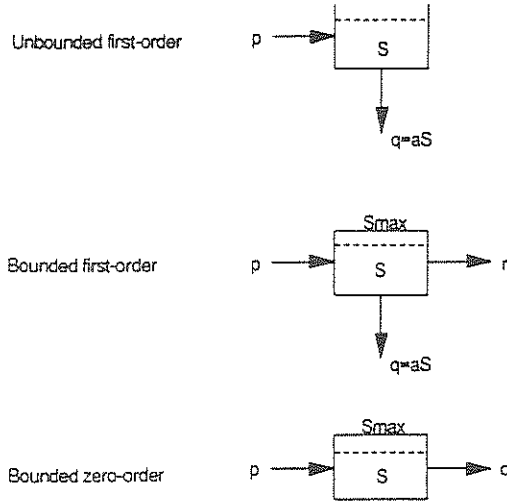 Unbounded first-order
p
S
q=aS
Smax
Bounded first-order
p
S
r
q=aS
Smax
Bounded zero-order
p
S
q